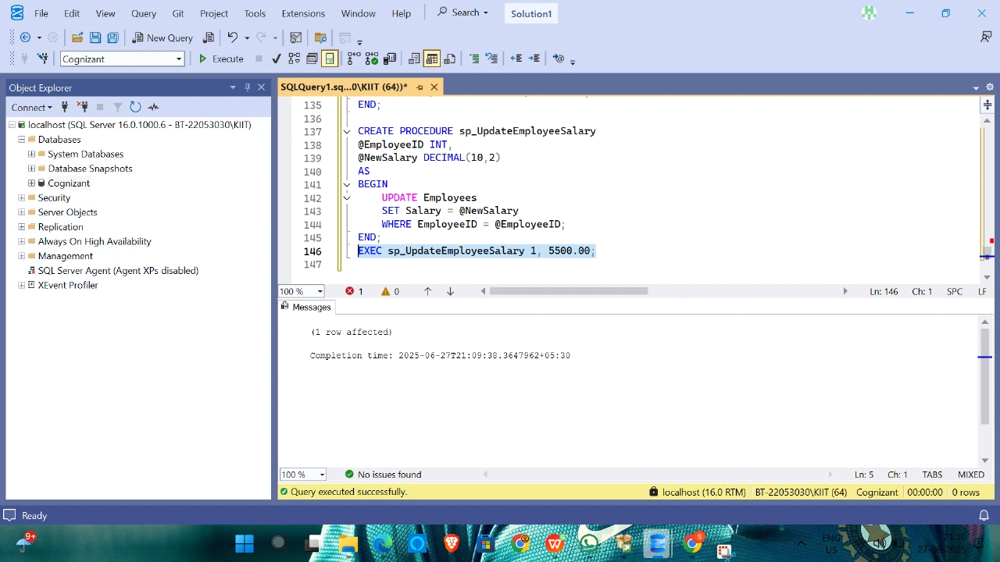 File Edit View Query Git Project Tools Extensions Window Help Search Solution1
New Query
Cognizant Execute
Object Explorer
Connect
localhost (SQL Server 16.0.1000.6 - BT-22053030\KIIT)
Databases
System Databases
Database Snapshots
Cognizant
Security
Server Objects
Replication
Always On High Availability
Management
SQL Server Agent (Agent XPs disabled)
XEvent Profiler
SQLQuery1.sq...0\KIIT (64))*
135 END;
136
137 CREATE PROCEDURE sp_UpdateEmployeeSalary
138 @EmployeeID INT,
139 @NewSalary DECIMAL(10,2)
140 AS
141 BEGIN
142 UPDATE Employees
143 SET Salary = @NewSalary
144 WHERE EmployeeID = @EmployeeID;
145 END;
146 EXEC sp_UpdateEmployeeSalary 1, 5500.00;
147
100 % 1 0 Ln: 146 Ch: 1 SPC LF
Messages
(1 row affected)
Completion time: 2025-06-27T21:09:38.3647962+05:30
100 % No issues found Ln: 5 Ch: 1 TABS MIXED
Query executed successfully. localhost (16.0 RTM) BT-22053030\KIIT (64) Cognizant 00:00:00 0 rows
Ready
9+
ENG
US
21:10
27-06-2025